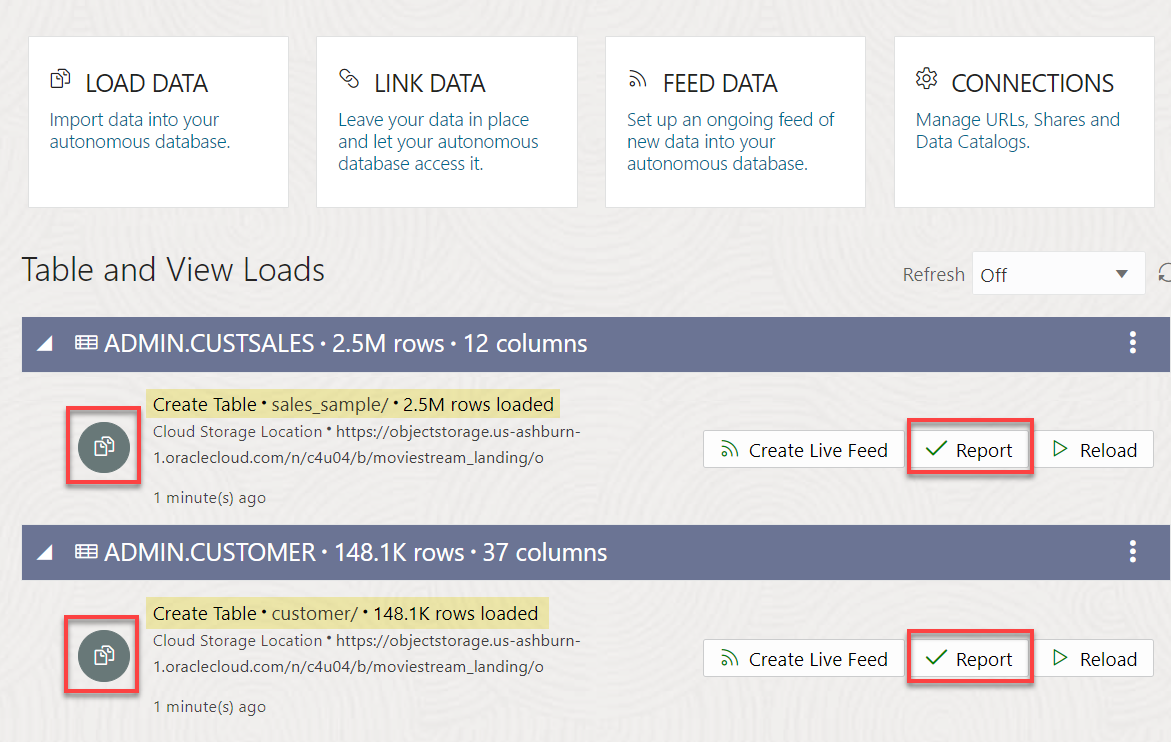 LOAD DATA
Import data into your
autonomous database.
LINK DATA
Leave your data in place
and let your autonomous
database access it.
FEED DATA
Set up an ongoing feed of
new data into your
autonomous database.
CONNECTIONS
Manage URLs, Shares and
Data Catalogs.
Table and View Loads
Refresh Off
ADMIN.CUSTSALES • 2.5M rows • 12 columns
Create Table • sales_sample/ • 2.5M rows loaded
Cloud Storage Location • https://objectstorage.us-ashburn-
1.oraclecloud.com/n/c4u04/b/moviestream_landing/o
1 minute(s) ago
Create Live Feed Report Reload
ADMIN.CUSTOMER • 148.1K rows • 37 columns
Create Table • customer/ • 148.1K rows loaded
Cloud Storage Location • https://objectstorage.us-ashburn-
1.oraclecloud.com/n/c4u04/b/moviestream_landing/o
1 minute(s) ago
Create Live Feed Report Reload